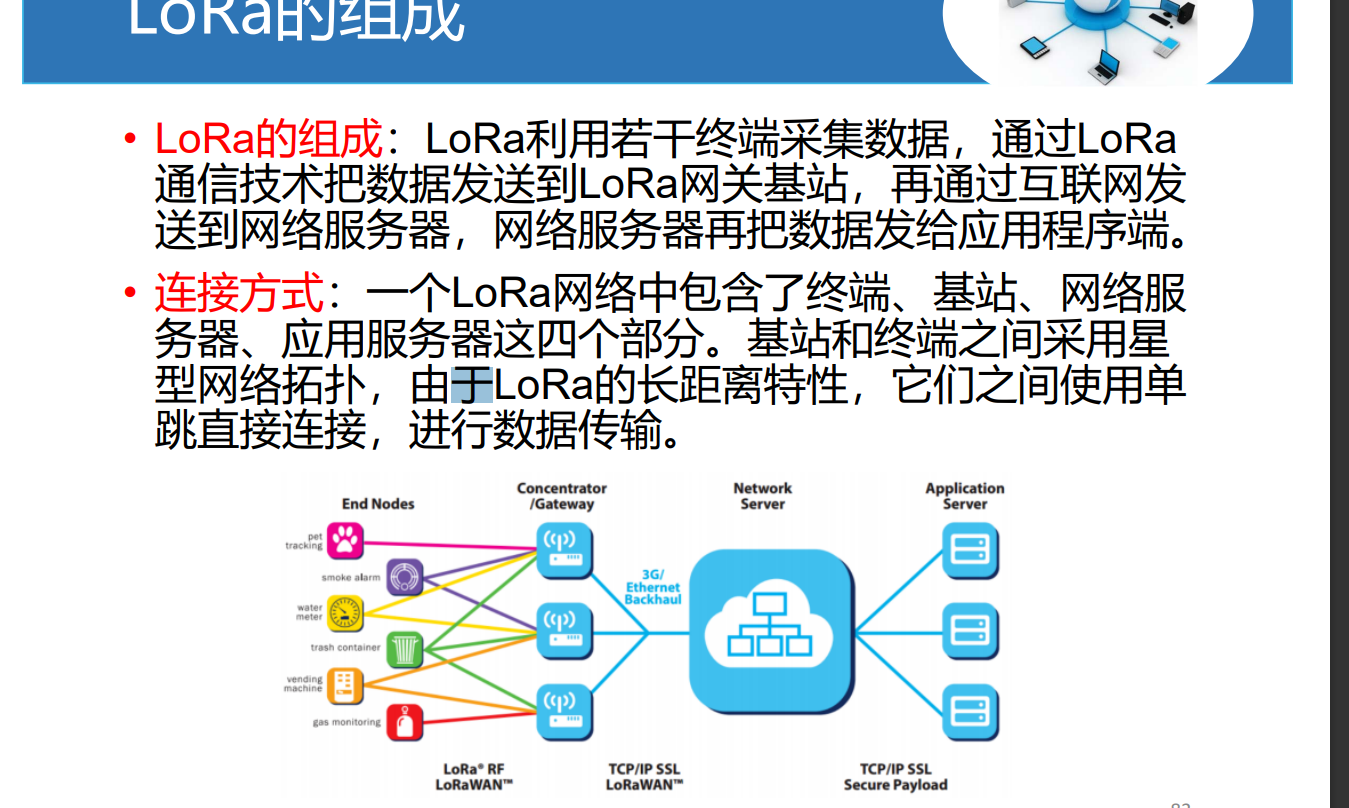 LoRa的组成
• LoRa的组成：LoRa利用若干终端采集数据，通过LoRa
通信技术把数据发送到LoRa网关基站，再通过互联网发
送到网络服务器，网络服务器再把数据发给应用程序端。
• 连接方式：一个LoRa网络中包含了终端、基站、网络服
务器、应用服务器这四个部分。基站和终端之间采用星
型网络拓扑，由于LoRa的长距离特性，它们之间使用单
跳直接连接，进行数据传输。
End Nodes
Concentrator
/Gateway
Network
Server
Application
Server
pet
tracking
smoke alarm
water
meter
trash container
vending
machine
gas monitoring
3G/
Ethernet
Backhaul
LoRa® RF
LoRaWAN™
TCP/IP SSL
LoRaWAN™
TCP/IP SSL
Secure Payload